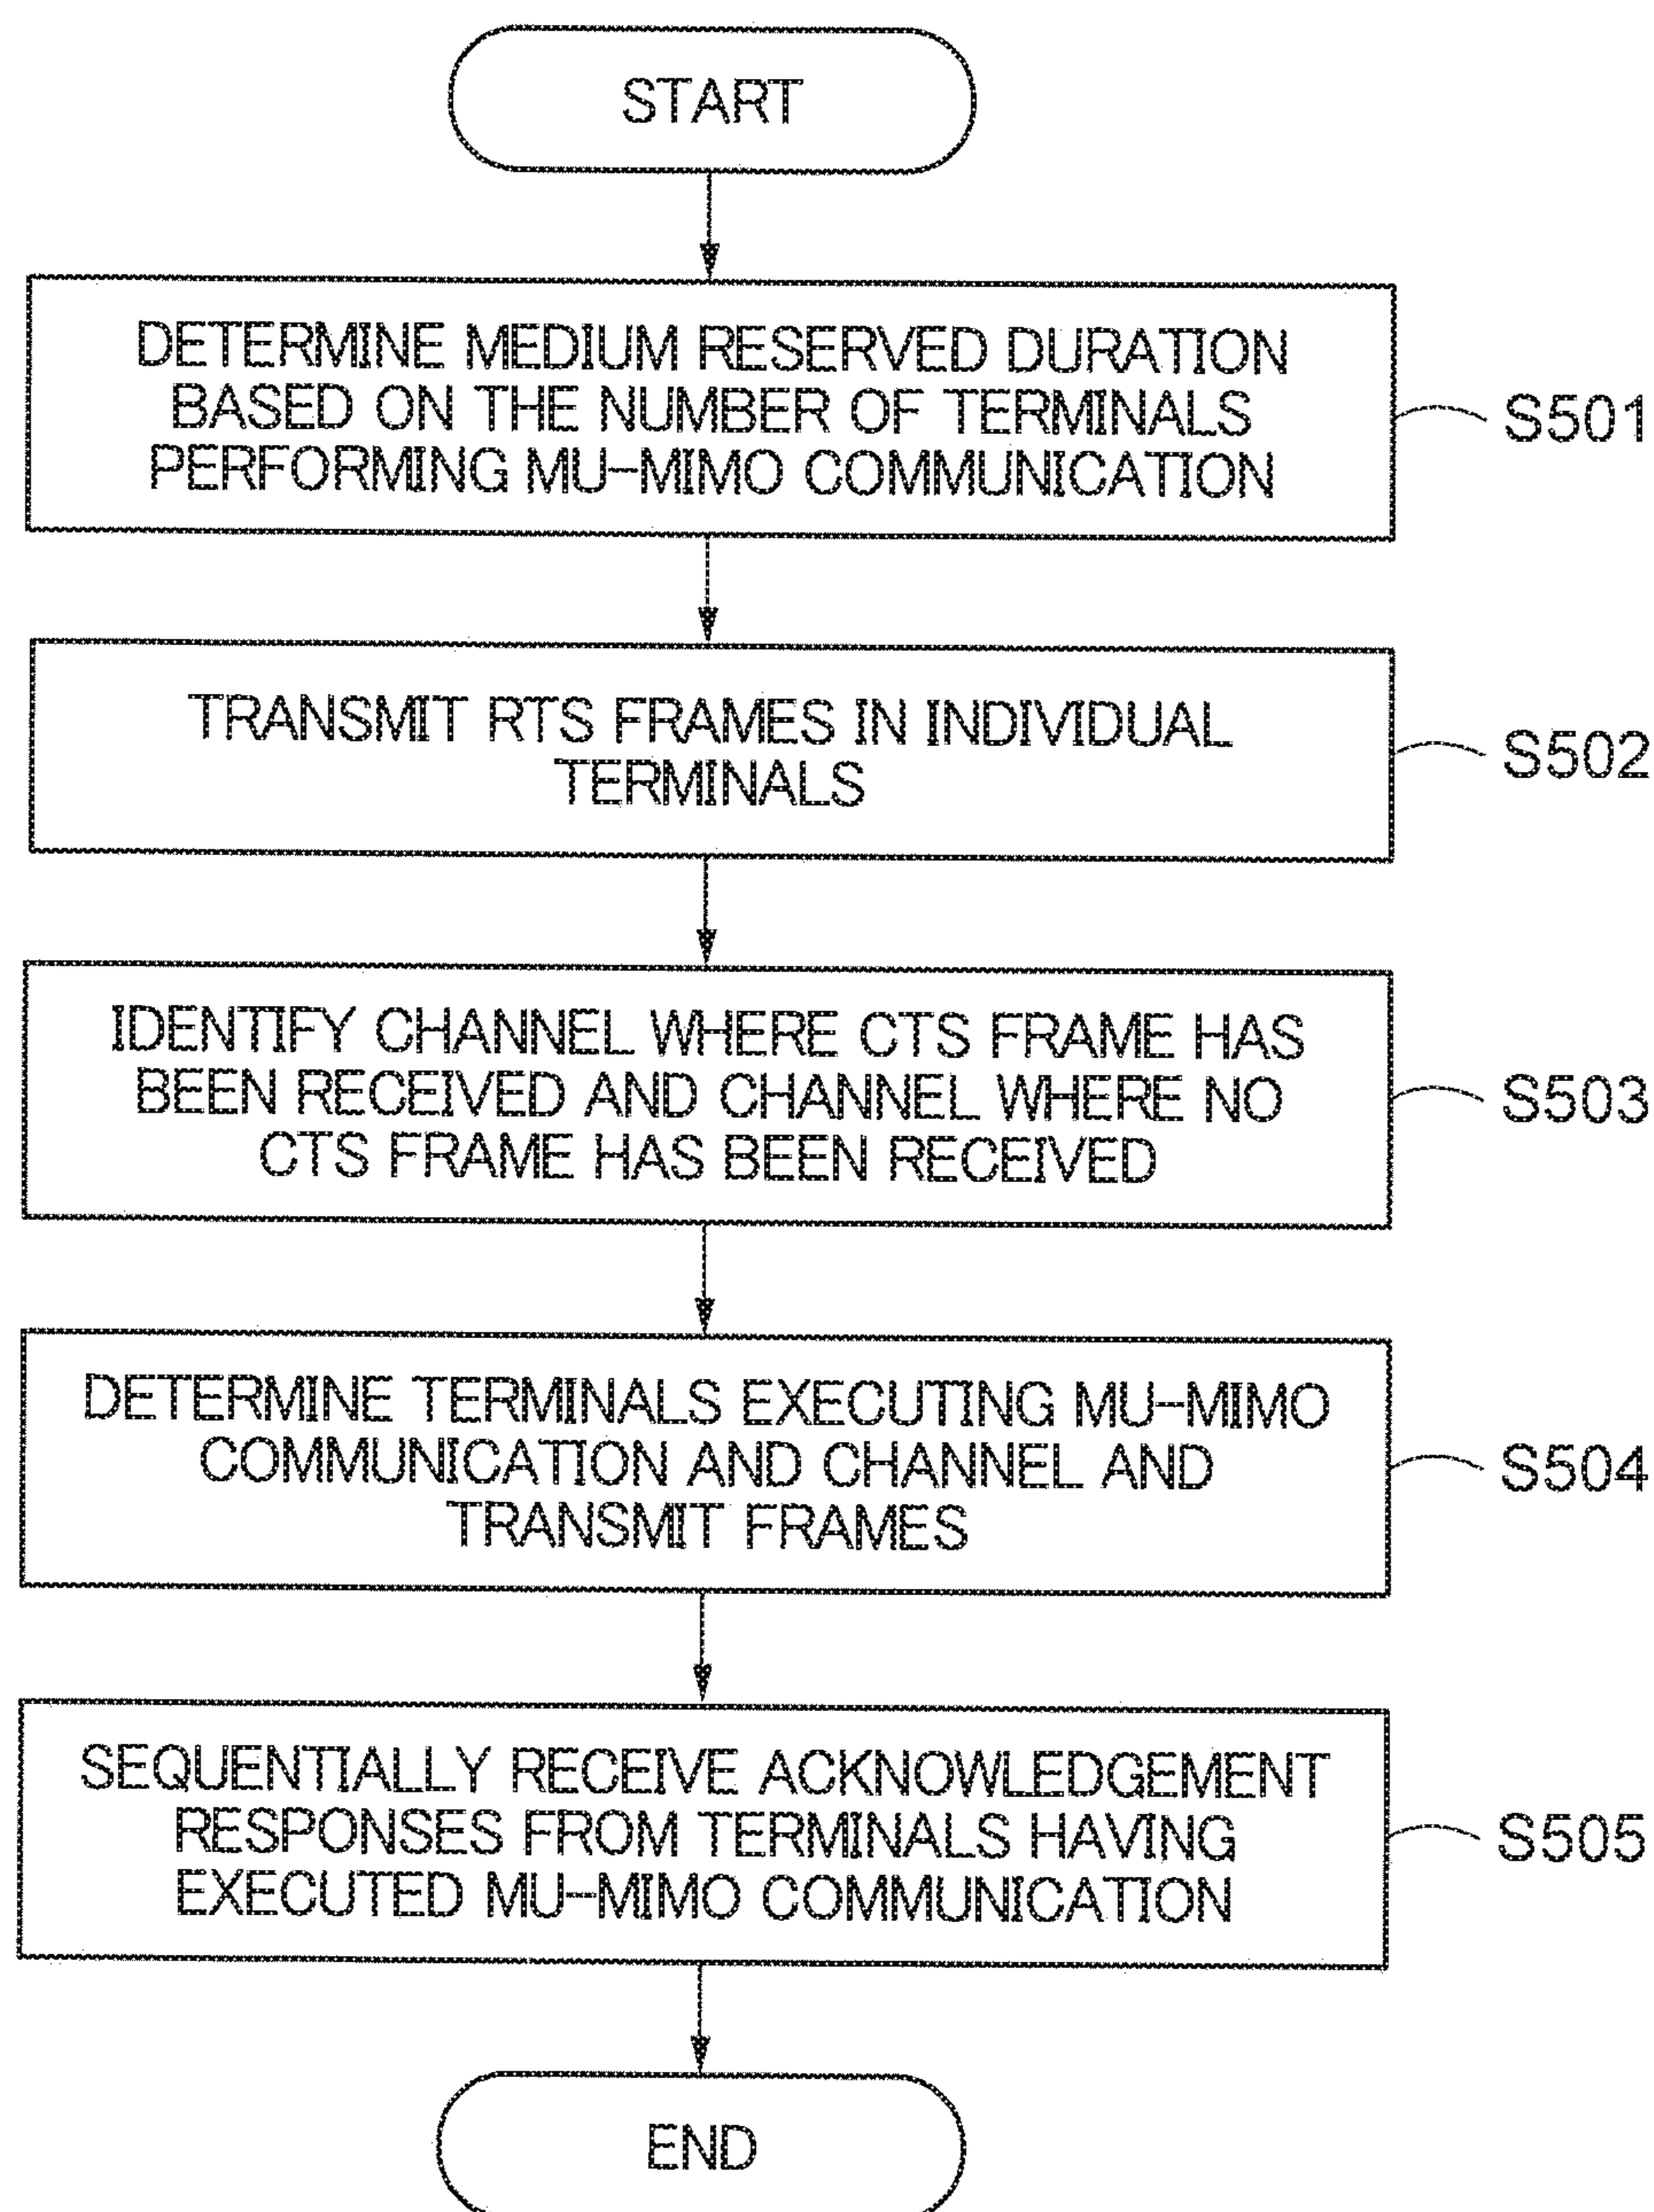 START
DETERMINE MEDIUM RESERVED DURATION
BASED ON THE NUMBER OF TERMINALS
PERFORMING MU-MIMO COMMUNICATION
S501
TRANSMIT RTS FRAMES IN INDIVIDUAL
TERMINALS
S502
IDENTIFY CHANNEL WHERE CTS FRAME HAS
BEEN RECEIVED AND CHANNEL WHERE NO
CTS FRAME HAS BEEN RECEIVED
S503
DETERMINE TERMINALS EXECUTING MU-MIMO
COMMUNICATION AND CHANNEL AND
TRANSMIT FRAMES
S504
SEQUENTIALLY RECEIVE ACKNOWLEDGEMENT
RESPONSES FROM TERMINALS HAVING
EXECUTED MU-MIMO COMMUNICATION
S505
END